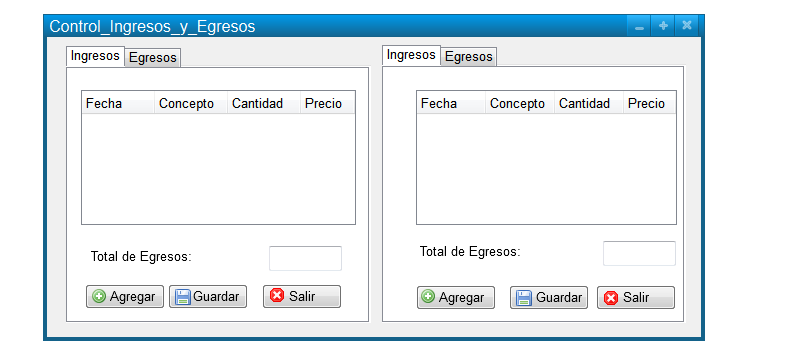 Control_Ingresos_y_Egresos
Ingresos Egresos
Fecha Concepto Cantidad Precio
Total de Egresos:
Agregar Guardar Salir
Ingresos Egresos
Fecha Concepto Cantidad Precio
Total de Egresos:
Agregar Guardar Salir